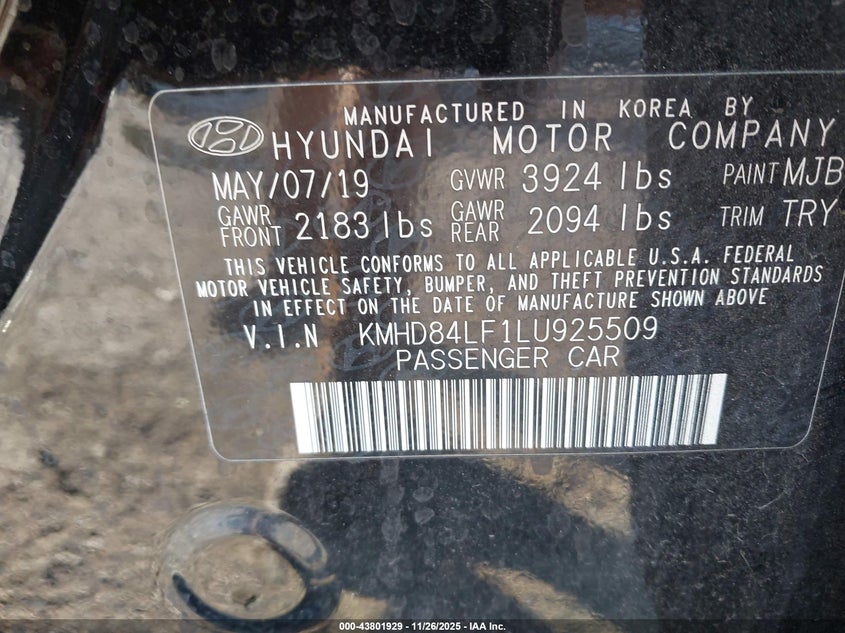 MANUFACTURED IN KOREA BY
HYUNDAI MOTOR COMPANY
MAY/07/19 GVWR 3924 lbs PAINT MJB
GAWR FRONT 2183 lbs GAWR REAR 2094 lbs TRIM TRY
THIS VEHICLE CONFORMS TO ALL APPLICABLE U.S.A. FEDERAL
MOTOR VEHICLE SAFETY, BUMPER, AND THEFT PREVENTION STANDARDS
IN EFFECT ON THE DATE OF MANUFACTURE SHOWN ABOVE
V.I.N KMHD84LF1LU925509
PASSENGER CAR
000-43801929 - 11/26/2025 - IAA Inc.